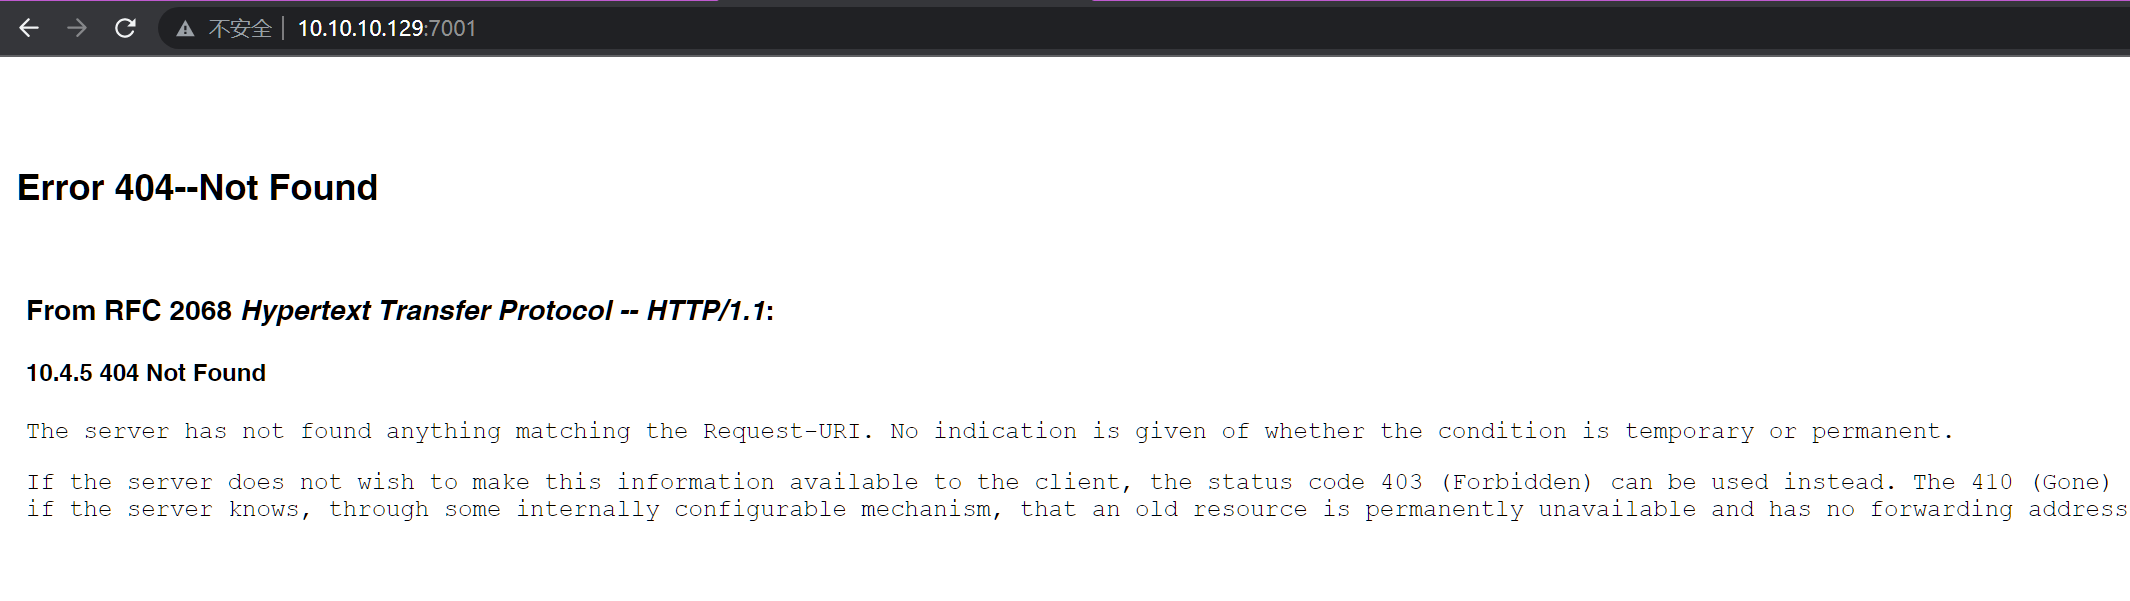 不安全 | 10.10.10.129:7001
Error 404--Not Found
From RFC 2068 Hypertext Transfer Protocol -- HTTP/1.1:
10.4.5 404 Not Found
The server has not found anything matching the Request-URI. No indication is given of whether the condition is temporary or permanent.
If the server does not wish to make this information available to the client, the status code 403 (Forbidden) can be used instead. The 410 (Gone)
if the server knows, through some internally configurable mechanism, that an old resource is permanently unavailable and has no forwarding address